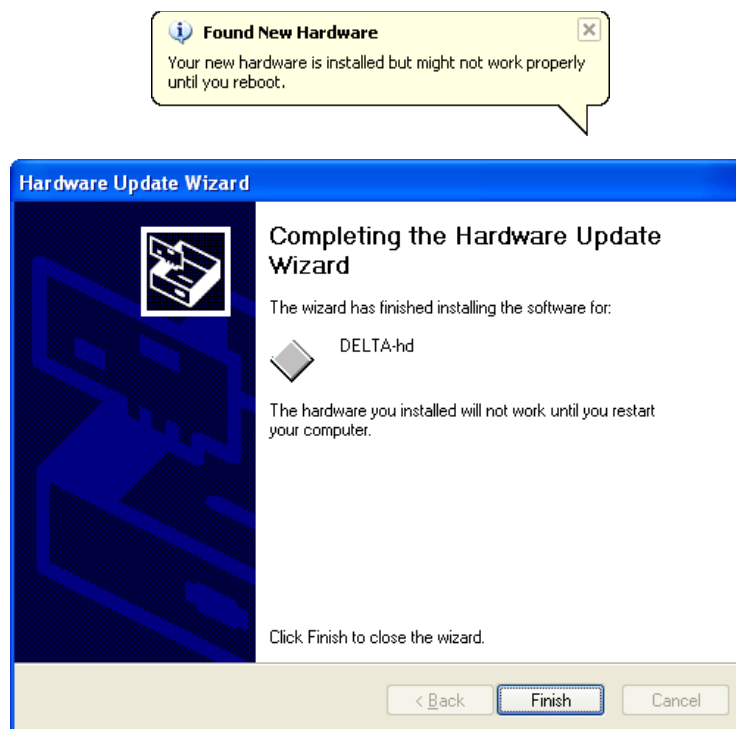 Found New Hardware
Your new hardware is installed but might not work properly
until you reboot.
Hardware Update Wizard
Completing the Hardware Update
Wizard
The wizard has finished installing the software for:
DELTA-hd
The hardware you installed will not work until you restart
your computer.
Click Finish to close the wizard.
< Back
Finish
Cancel